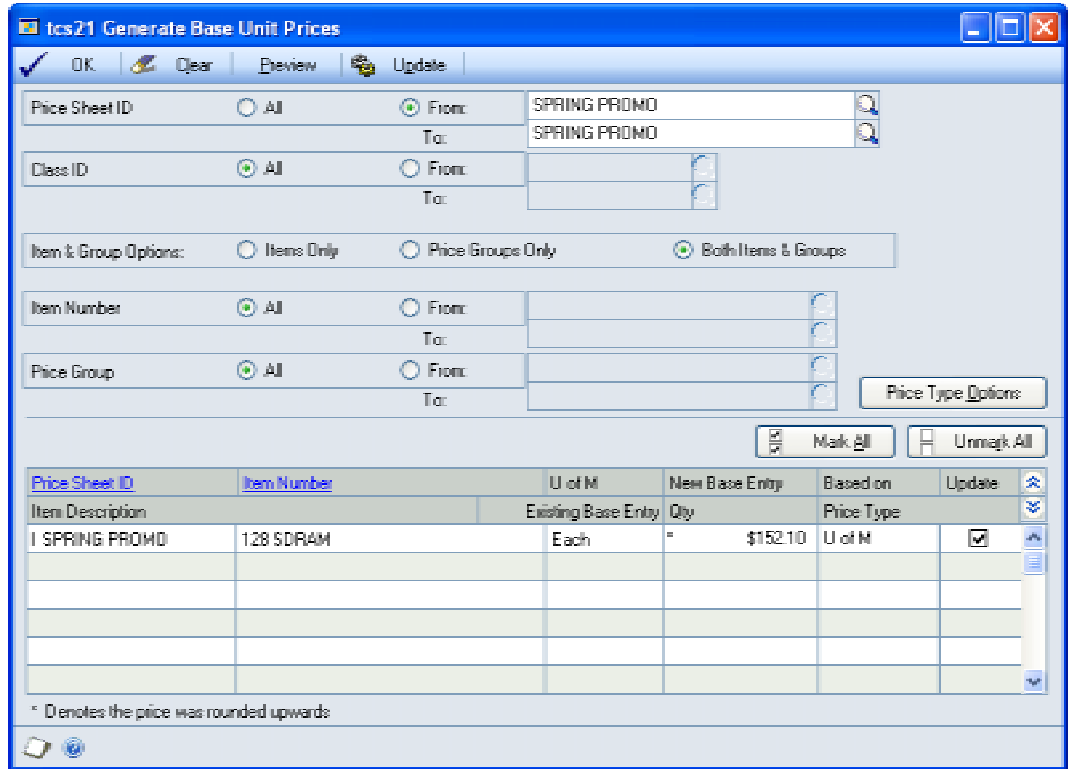 tcs21 Generate Base Unit Prices
OK Clear Preview Update
Price Sheet ID All From: SPRING PROMO
To: SPRING PROMO
Class ID All From:
To:
Item & Group Options: Items Only Price Groups Only Both Items & Groups
Item Number All From:
To:
Price Group All From:
To:
Price Type Options
Mark All Unmark All
Price Sheet ID Item Number U of M New Base Entry Based on Update
Item Description Existing Base Entry Qty Price Type
I SPRING PROMO 128 SDRAM Each * $152.10 U of M
* Denotes the price was rounded upwards